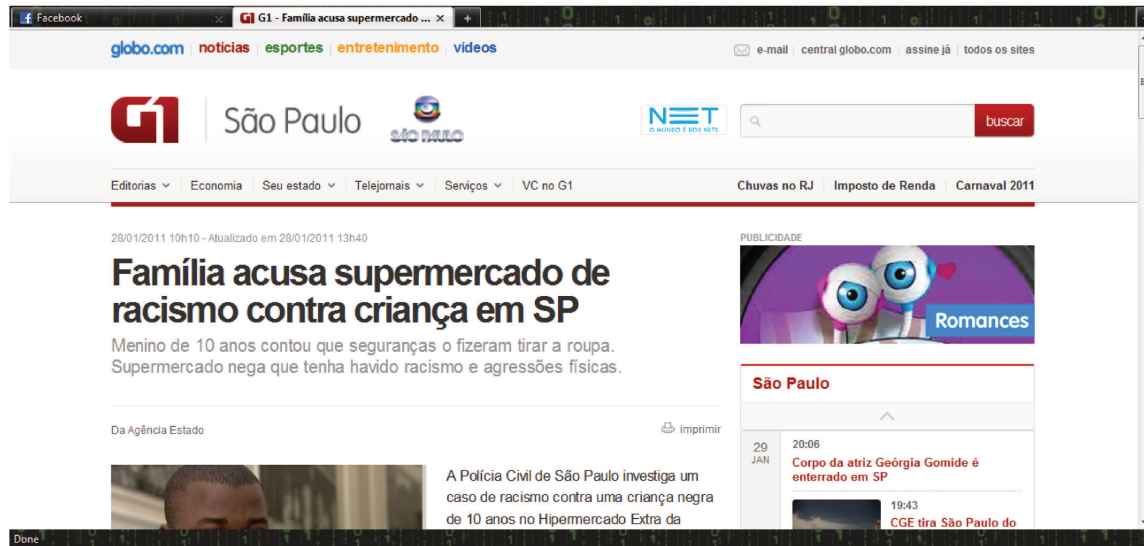 Facebook
G1 - Família acusa supermercado ...
globo.com notícias esportes entretenimento vídeos
e-mail central globo.com assine já todos os sites
G1 São Paulo
SÃO PAULO
NET
O MUNDO É DOS NETS
buscar
Editorias Economia Seu estado Telejornais Serviços VC no G1
Chuvas no RJ Imposto de Renda Carnaval 2011
28/01/2011 10h10 - Atualizado em 28/01/2011 13h40
Família acusa supermercado de
racismo contra criança em SP
Menino de 10 anos contou que seguranças o fizeram tirar a roupa.
Supermercado nega que tenha havido racismo e agressões físicas.
Da Agência Estado
imprimir
A Polícia Civil de São Paulo investiga um
caso de racismo contra uma criança negra
de 10 anos no Hipermercado Extra da
PUBLICIDADE
Romances
São Paulo
29
JAN
20:06
Corpo da atriz Geórgia Gomide é
enterrado em SP
19:43
CGE tira São Paulo do
Done